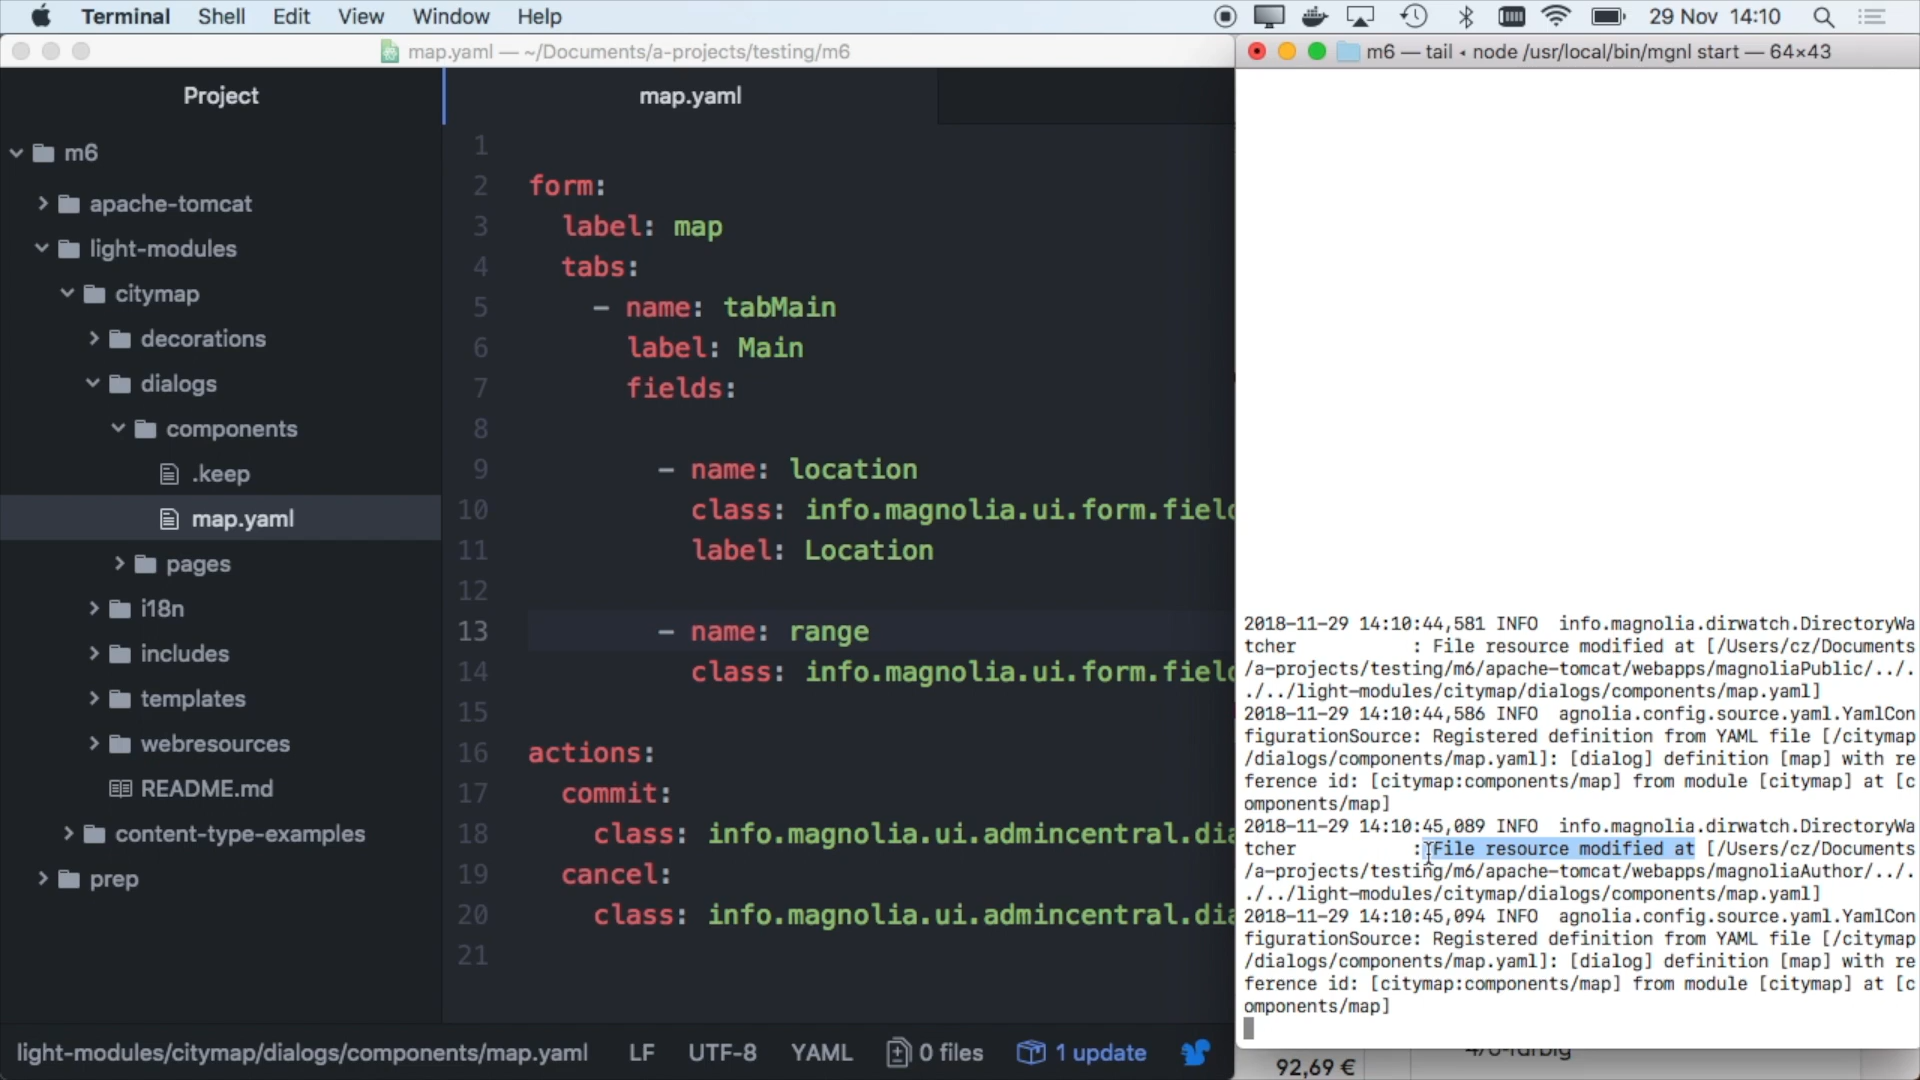 Terminal Shell Edit View Window Help
29 Nov 14:10
map.yaml — ~/Documents/a-projects/testing/m6
Project
m6
apache-tomcat
light-modules
citymap
decorations
dialogs
components
.keep
map.yaml
pages
i18n
includes
templates
webresources
README.md
content-type-examples
prep
map.yaml
1
2 form:
3 label: map
4 tabs:
5 - name: tabMain
6 label: Main
7 fields:
8
9 - name: location
10 class: info.magnolia.ui.form.field
11 label: Location
12
13 - name: range
14 class: info.magnolia.ui.form.field
15
16 actions:
17 commit:
18 class: info.magnolia.ui.admincentral.dia
19 cancel:
20 class: info.magnolia.ui.admincentral.dia
21
light-modules/citymap/dialogs/components/map.yaml LF UTF-8 YAML 0 files 1 update
m6 — tail ◂ node /usr/local/bin/mgnl start — 64×43
2018-11-29 14:10:44,581 INFO info.magnolia.dirwatch.DirectoryWa
tcher : File resource modified at [/Users/cz/Documents
/a-projects/testing/m6/apache-tomcat/webapps/magnoliaPublic/../.
./../light-modules/citymap/dialogs/components/map.yaml]
2018-11-29 14:10:44,586 INFO agnolia.config.source.yaml.YamlCon
figurationSource: Registered definition from YAML file [/citymap
/dialogs/components/map.yaml]: [dialog] definition [map] with re
ference id: [citymap:components/map] from module [citymap] at [c
omponents/map]
2018-11-29 14:10:45,089 INFO info.magnolia.dirwatch.DirectoryWa
tcher : File resource modified at [/Users/cz/Documents
/a-projects/testing/m6/apache-tomcat/webapps/magnoliaAuthor/../.
./../light-modules/citymap/dialogs/components/map.yaml]
2018-11-29 14:10:45,094 INFO agnolia.config.source.yaml.YamlCon
figurationSource: Registered definition from YAML file [/citymap
/dialogs/components/map.yaml]: [dialog] definition [map] with re
ference id: [citymap:components/map] from module [citymap] at [c
omponents/map]
92,69 €